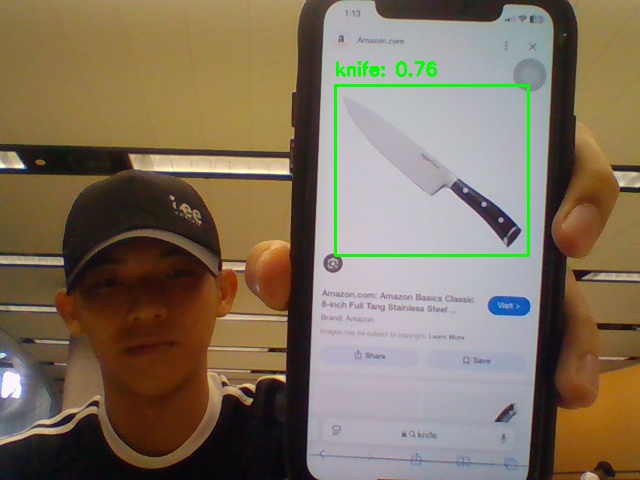 1:13
a
Amazon.com
knife: 0.76
Lee
Amazon.com: Amazon Basics Classic
8-inch Full Tang Stainless Steel ...
Visit >
Brand: Amazon
Images may be subject to copyright. Learn More
Share
Save
knife